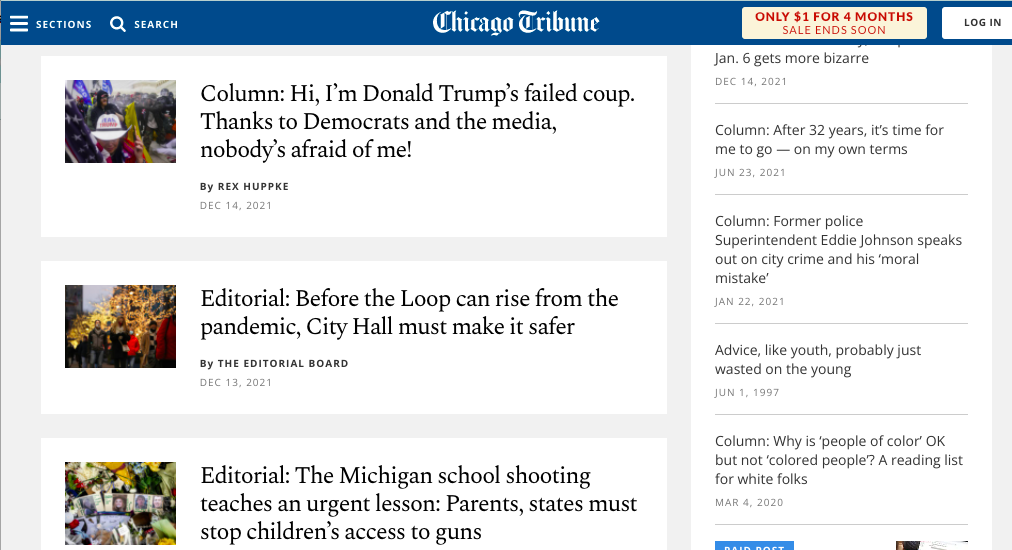 SECTIONS
SEARCH
Chicago Tribune
ONLY $1 FOR 4 MONTHS
SALE ENDS SOON
LOG IN
Column: Hi, I’m Donald Trump’s failed coup.
Thanks to Democrats and the media,
nobody’s afraid of me!
By REX HUPPKE
DEC 14, 2021
Editorial: Before the Loop can rise from the
pandemic, City Hall must make it safer
By THE EDITORIAL BOARD
DEC 13, 2021
Editorial: The Michigan school shooting
teaches an urgent lesson: Parents, states must
stop children’s access to guns
Jan. 6 gets more bizarre
DEC 14, 2021
Column: After 32 years, it’s time for
me to go — on my own terms
JUN 23, 2021
Column: Former police
Superintendent Eddie Johnson speaks
out on city crime and his ‘moral
mistake’
JAN 22, 2021
Advice, like youth, probably just
wasted on the young
JUN 1, 1997
Column: Why is ‘people of color’ OK
but not ‘colored people’? A reading list
for white folks
MAR 4, 2020
PAID POST